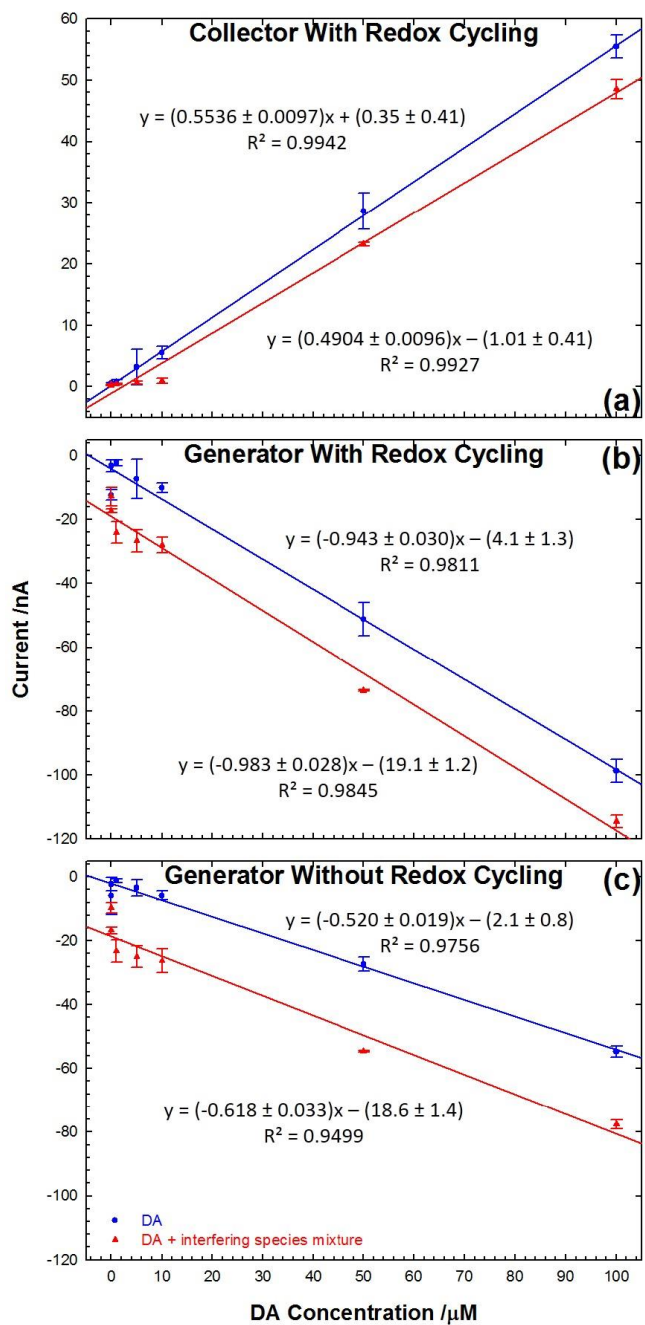 Collector With Redox Cycling
60
50
40
30
20
10
0
y = (0.5536 ± 0.0097)x + (0.35 ± 0.41)
R² = 0.9942
y = (0.4904 ± 0.0096)x − (1.01 ± 0.41)
R² = 0.9927
(a)
Generator With Redox Cycling
(b)
0
-20
-40
-60
-80
-100
-120
y = (-0.943 ± 0.030)x − (4.1 ± 1.3)
R² = 0.9811
y = (-0.983 ± 0.028)x − (19.1 ± 1.2)
R² = 0.9845
Current /nA
Generator Without Redox Cycling
(c)
0
-20
-40
-60
-80
-100
-120
y = (-0.520 ± 0.019)x − (2.1 ± 0.8)
R² = 0.9756
y = (-0.618 ± 0.033)x − (18.6 ± 1.4)
R² = 0.9499
DA
DA + interfering species mixture
0 10 20 30 40 50 60 70 80 90 100
DA Concentration /μM